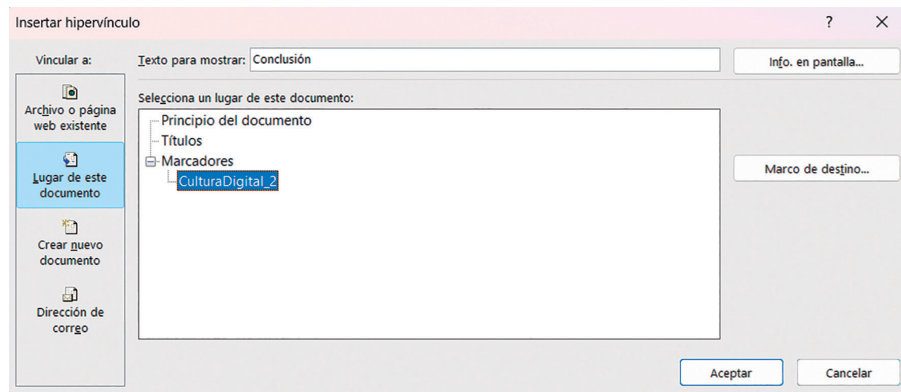 Insertar hipervínculo ? X
Vincular a:
Texto para mostrar: Conclusión
Info. en pantalla...
Archivo o página
web existente
Lugar de este
documento
Crear nuevo
documento
Dirección de
correo
Selecciona un lugar de este documento:
Principio del documento
Títulos
Marcadores
CulturaDigital_2
Marco de destino...
Aceptar
Cancelar